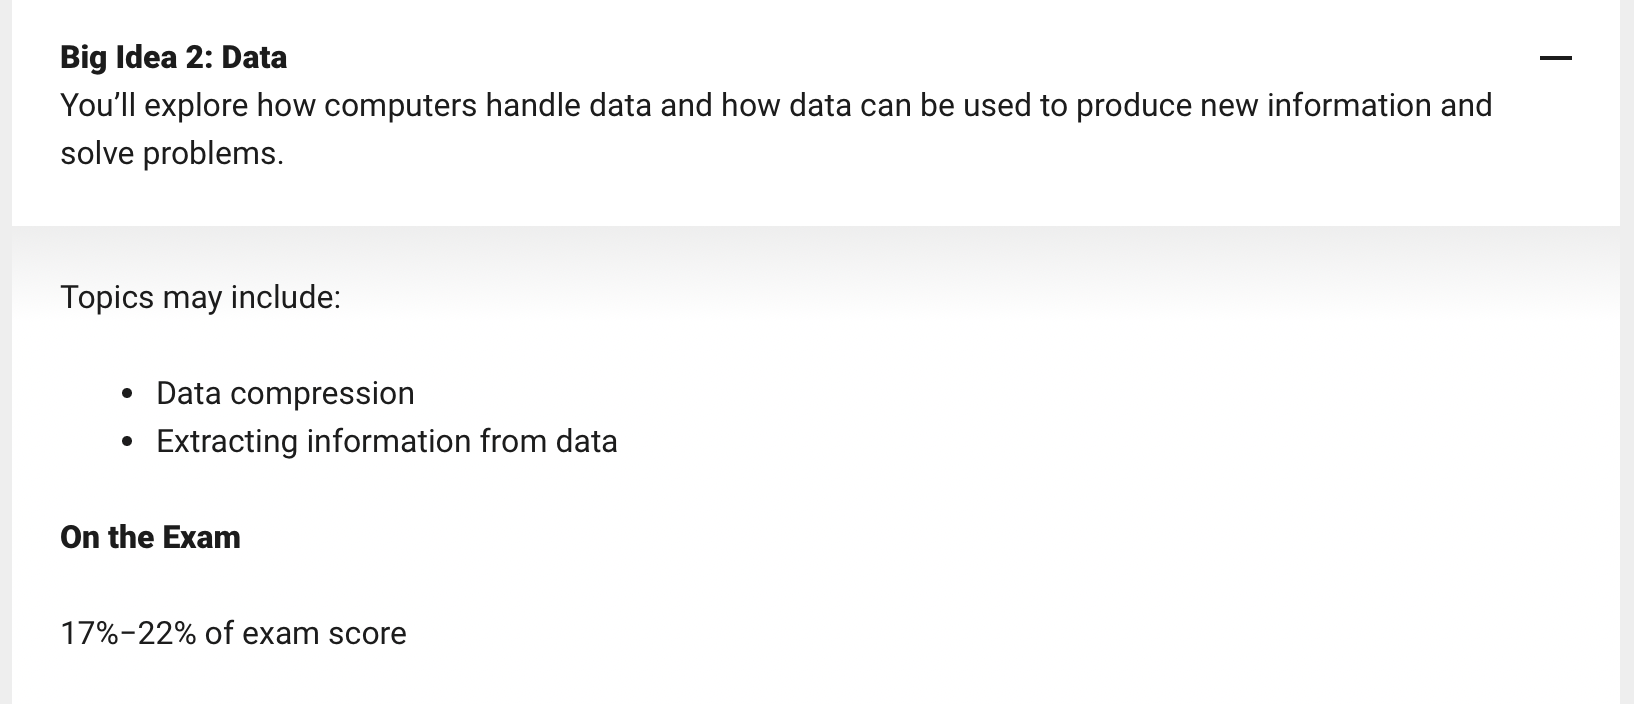 Big Idea 2: Data
You’ll explore how computers handle data and how data can be used to produce new information and
solve problems.
Topics may include:
• Data compression
• Extracting information from data
On the Exam
17%–22% of exam score